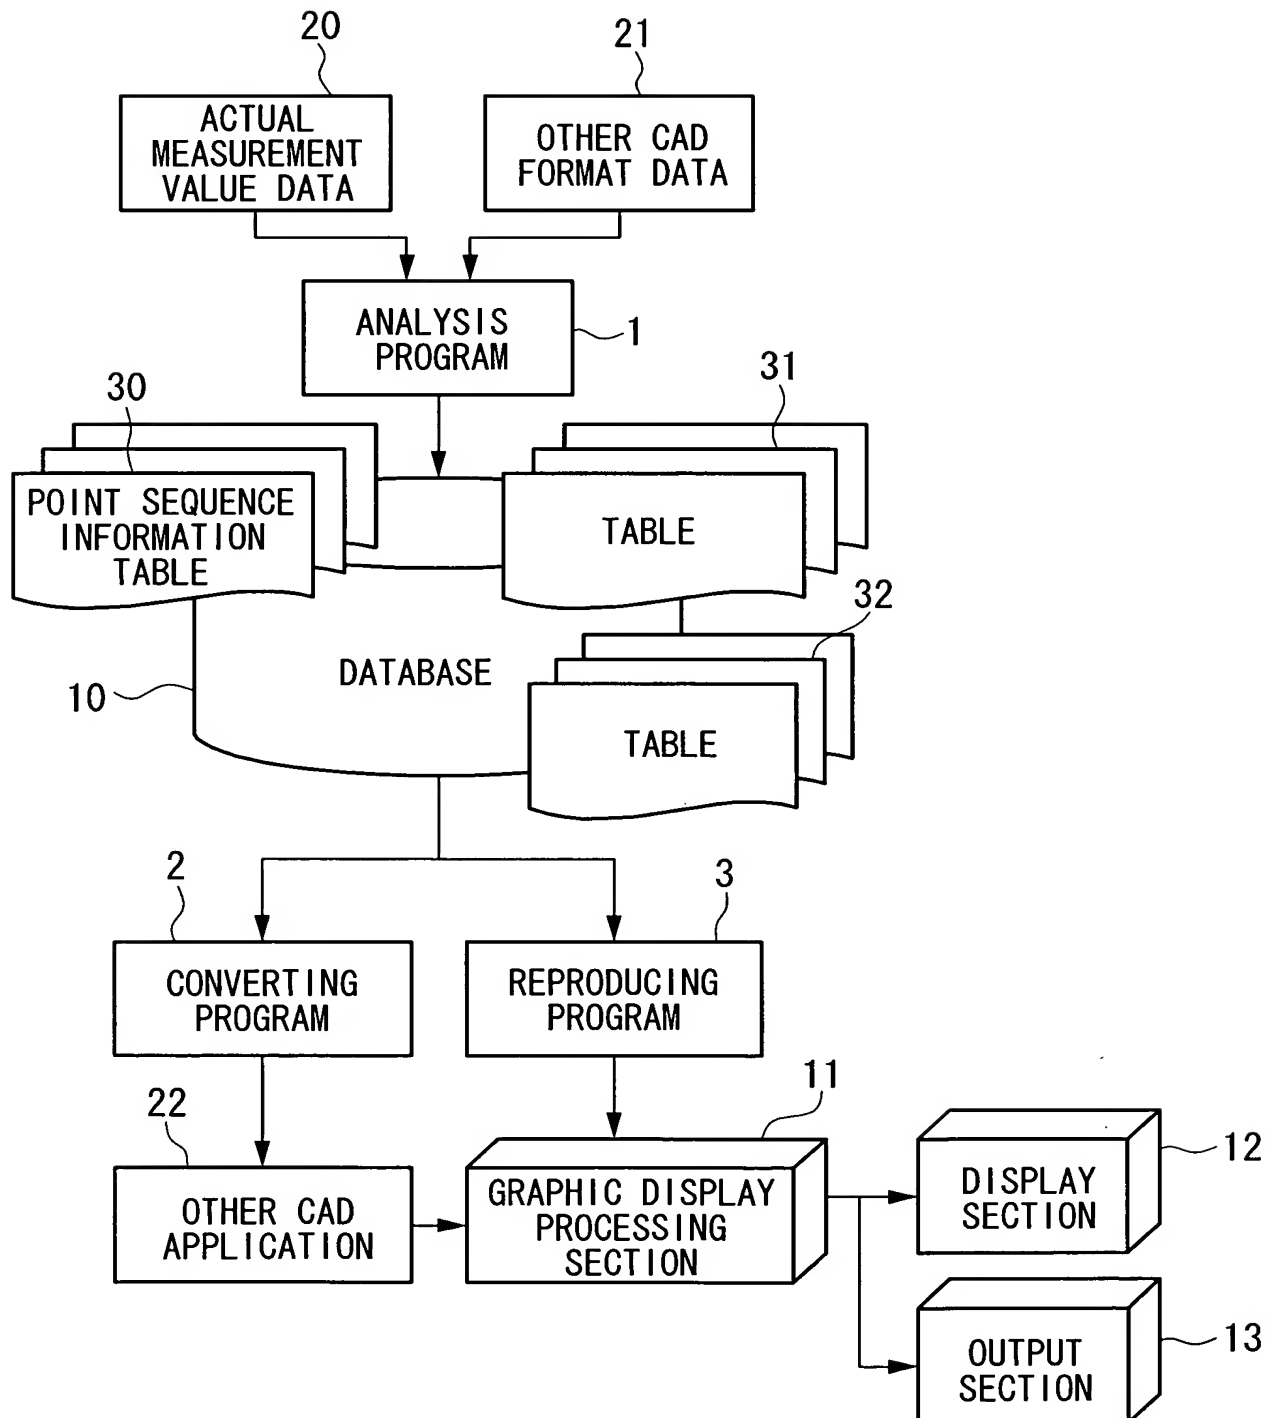 20
21
ACTUAL
MEASUREMENT
VALUE DATA
OTHER CAD
FORMAT DATA
ANALYSIS
PROGRAM
1
30
31
POINT SEQUENCE
INFORMATION
TABLE
TABLE
32
10
DATABASE
TABLE
2
3
CONVERTING
PROGRAM
REPRODUCING
PROGRAM
22
11
OTHER CAD
APPLICATION
GRAPHIC DISPLAY
PROCESSING
SECTION
DISPLAY
SECTION
12
OUTPUT
SECTION
13